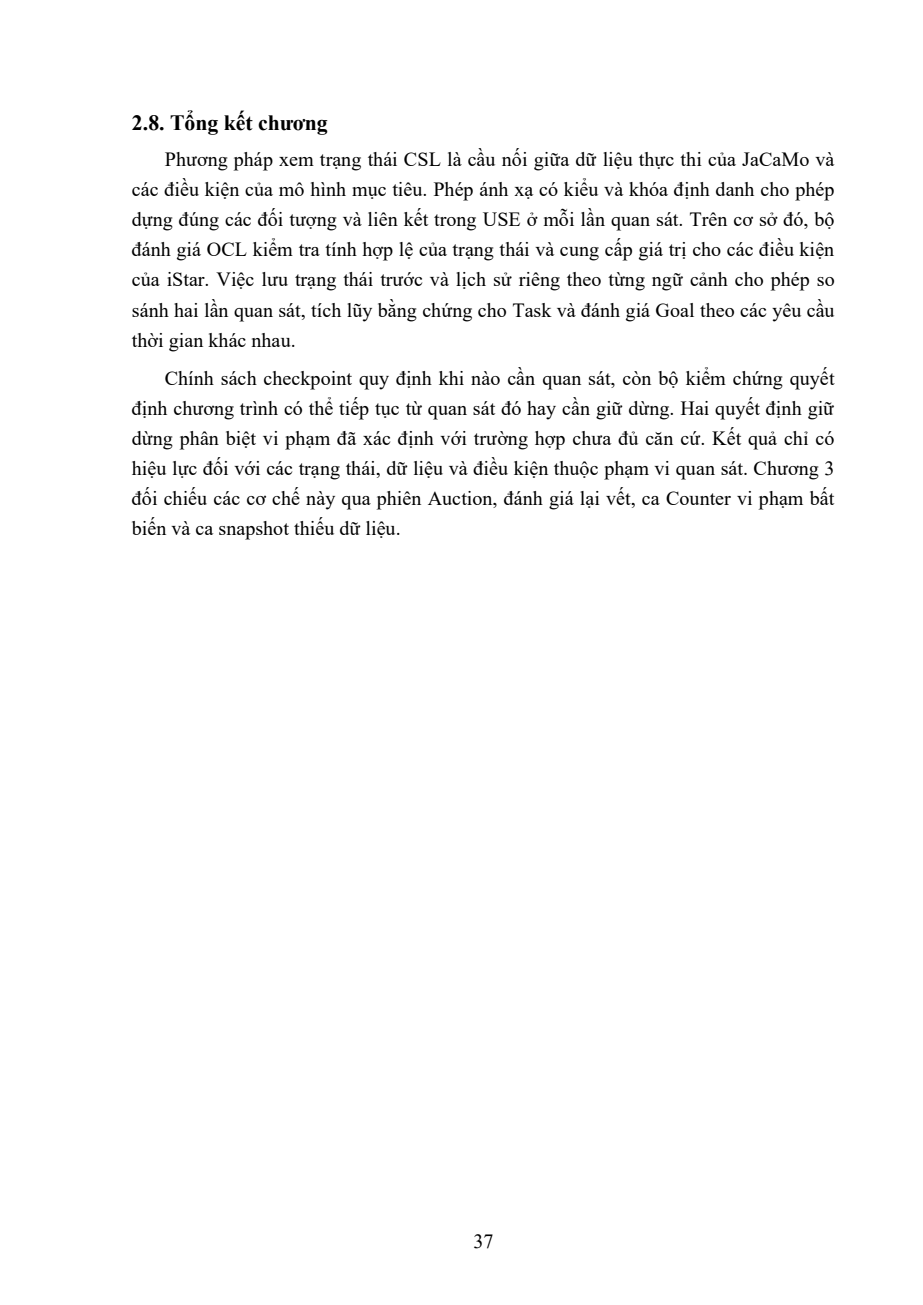 2.8. Tổng kết chương
Phương pháp xem trạng thái CSL là cầu nối giữa dữ liệu thực thi của JaCaMo và
các điều kiện của mô hình mục tiêu. Phép ánh xạ có kiểu và khóa định danh cho phép
dựng đúng các đối tượng và liên kết trong USE ở mỗi lần quan sát. Trên cơ sở đó, bộ
đánh giá OCL kiểm tra tính hợp lệ của trạng thái và cung cấp giá trị cho các điều kiện
của iStar. Việc lưu trạng thái trước và lịch sử riêng theo từng ngữ cảnh cho phép so
sánh hai lần quan sát, tích lũy bằng chứng cho Task và đánh giá Goal theo các yêu cầu
thời gian khác nhau.
Chính sách checkpoint quy định khi nào cần quan sát, còn bộ kiểm chứng quyết
định chương trình có thể tiếp tục từ quan sát đó hay cần giữ dừng. Hai quyết định giữ
dừng phân biệt vi phạm đã xác định với trường hợp chưa đủ căn cứ. Kết quả chỉ có
hiệu lực đối với các trạng thái, dữ liệu và điều kiện thuộc phạm vi quan sát. Chương 3
đối chiếu các cơ chế này qua phiên Auction, đánh giá lại vết, ca Counter vi phạm bất
biến và ca snapshot thiếu dữ liệu.
37